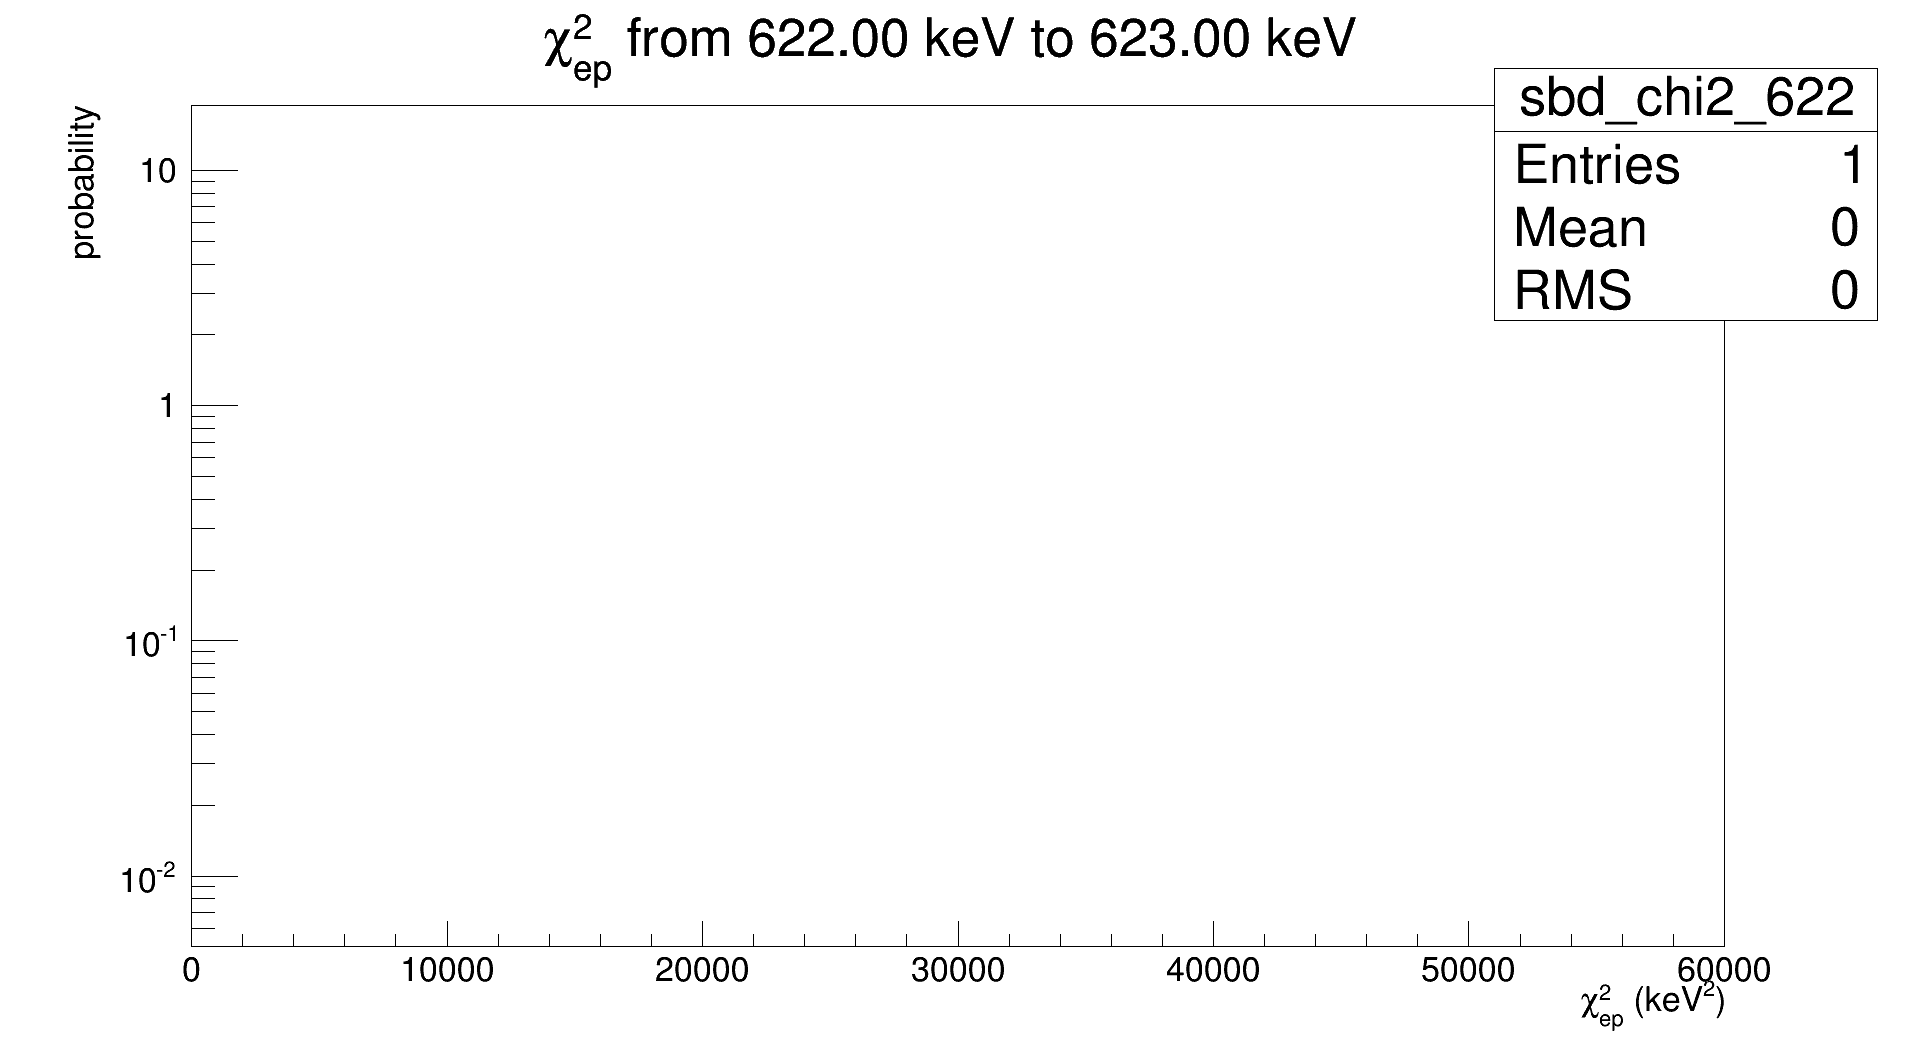 χ²ep from 622.00 keV to 623.00 keV
sbd_chi2_622
Entries 1
Mean 0
RMS 0
probability
10
1
10⁻¹
10⁻²
0 10000 20000 30000 40000 50000 60000
χ²ep (keV²)